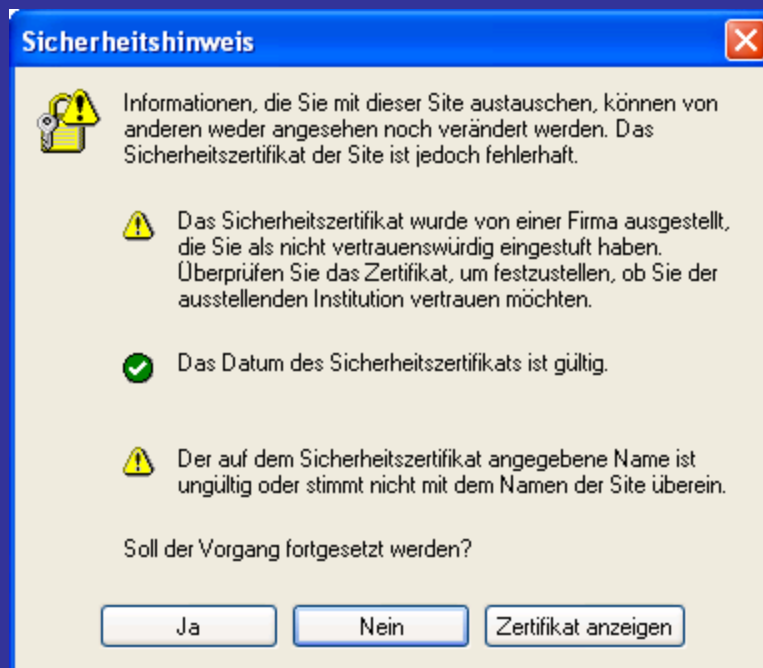 Sicherheitshinweis
Informationen, die Sie mit dieser Site austauschen, können von
anderen weder angesehen noch verändert werden. Das
Sicherheitszertifikat der Site ist jedoch fehlerhaft.
Das Sicherheitszertifikat wurde von einer Firma ausgestellt,
die Sie als nicht vertrauenswürdig eingestuft haben.
Überprüfen Sie das Zertifikat, um festzustellen, ob Sie der
ausstellenden Institution vertrauen möchten.
Das Datum des Sicherheitszertifikats ist gültig.
Der auf dem Sicherheitszertifikat angegebene Name ist
ungültig oder stimmt nicht mit dem Namen der Site überein.
Soll der Vorgang fortgesetzt werden?
Ja Nein Zertifikat anzeigen